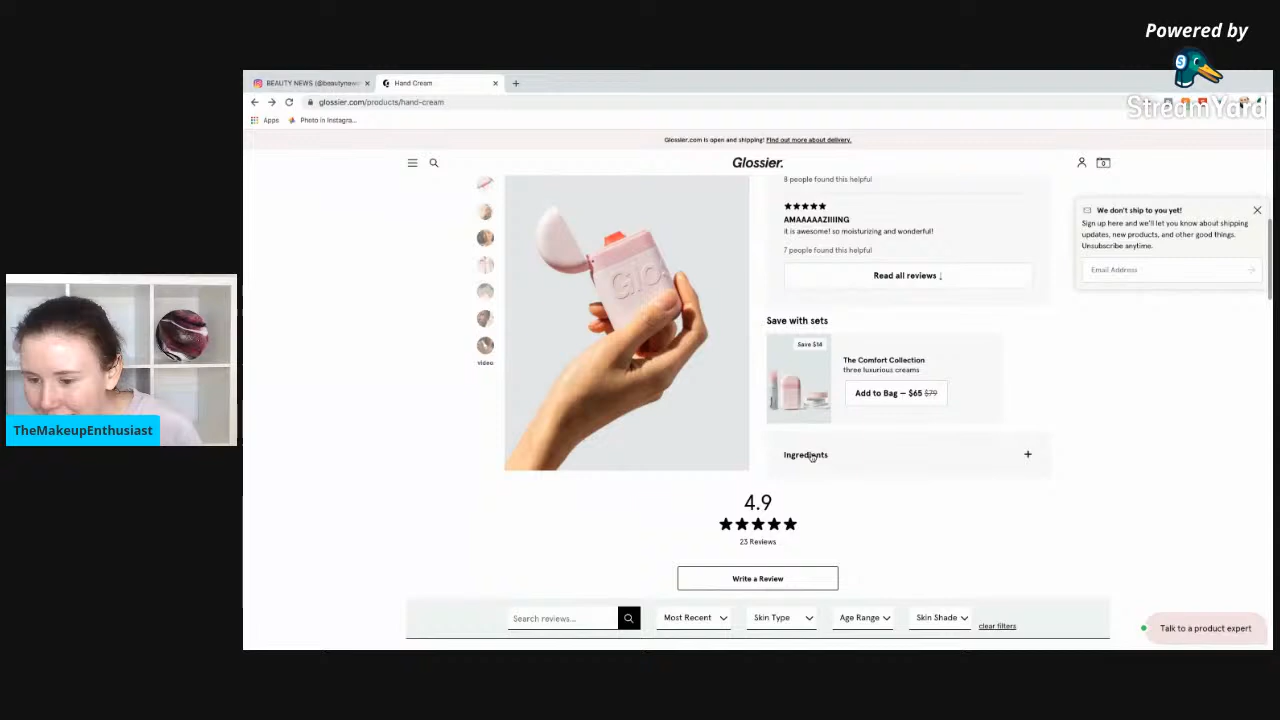 Powered by
StreamYard
BEAUTY NEWS (@beautynew
Hand Cream
glossier.com/products/hand-cream
Apps
Photo in Instagra...
Glossier.com is open and shipping! Find out more about delivery.
Glossier.
0
8 people found this helpful
★★★★★
AMAAAAAZIIIING
it is awesome! so moisturizing and wonderful!
7 people found this helpful
Read all reviews ↓
We don't ship to you yet!
Sign up here and we'll let you know about shipping
updates, new products, and other good things.
Unsubscribe anytime.
Email Address
Glo
video
Save with sets
Save $14
The Comfort Collection
three luxurious creams
Add to Bag — $65 $79
Ingredients +
TheMakeupEnthusiast
4.9
★★★★★
23 Reviews
Write a Review
Search reviews...
Most Recent
Skin Type
Age Range
Skin Shade
clear filters
Talk to a product expert